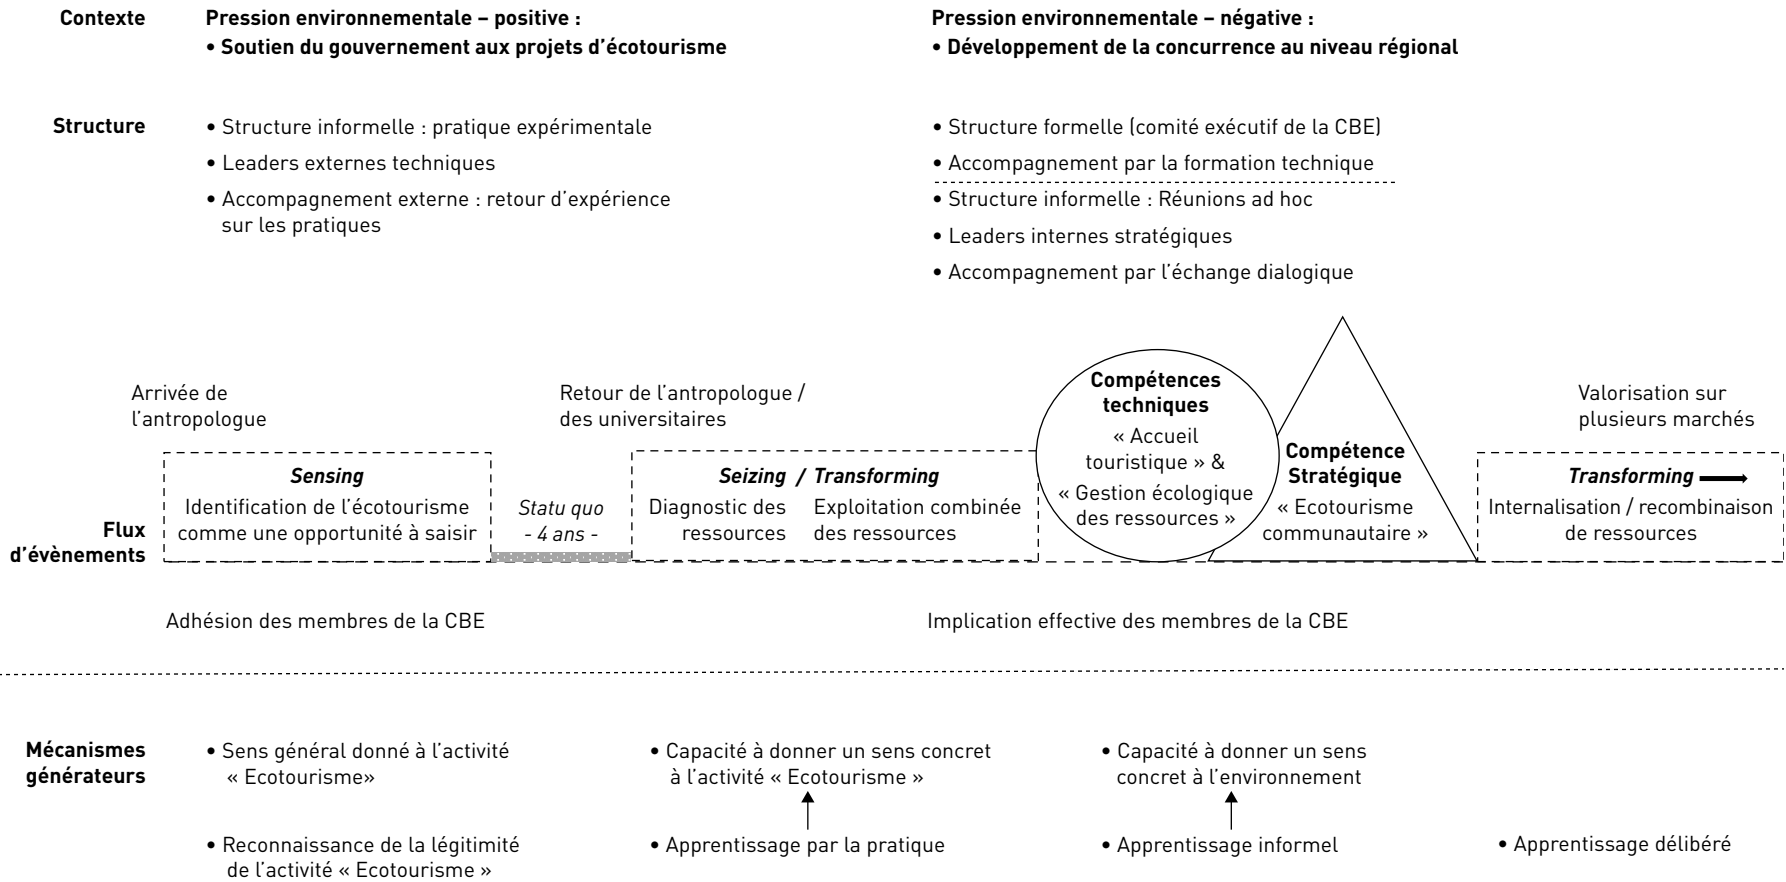 Contexte
Pression environnementale – positive :
• Soutien du gouvernement aux projets d’écotourisme
Pression environnementale – négative :
• Développement de la concurrence au niveau régional
Structure
• Structure informelle : pratique expérimentale
• Leaders externes techniques
• Accompagnement externe : retour d’expérience
sur les pratiques
• Structure formelle (comité exécutif de la CBE)
• Accompagnement par la formation technique
• Structure informelle : Réunions ad hoc
• Leaders internes stratégiques
• Accompagnement par l’échange dialogique
Flux
d’évènements
Arrivée de
l’antropologue
Sensing
Identification de l’écotourisme
comme une opportunité à saisir
Statu quo
- 4 ans -
Retour de l’antropologue /
des universitaires
Seizing / Transforming
Diagnostic des
ressources
Exploitation combinée
des ressources
Compétences
techniques
« Accueil
touristique » &
« Gestion écologique
des ressources »
Compétence
Stratégique
« Ecotourisme
communautaire »
Valorisation sur
plusieurs marchés
Transforming
Internalisation / recombinaison
de ressources
Adhésion des membres de la CBE
Implication effective des membres de la CBE
Mécanismes
générateurs
• Sens général donné à l’activité
« Ecotourisme»
• Reconnaissance de la légitimité
de l’activité « Ecotourisme »
• Capacité à donner un sens concret
à l’activité « Ecotourisme »
• Apprentissage par la pratique
• Capacité à donner un sens
concret à l’environnement
• Apprentissage informel
• Apprentissage délibéré